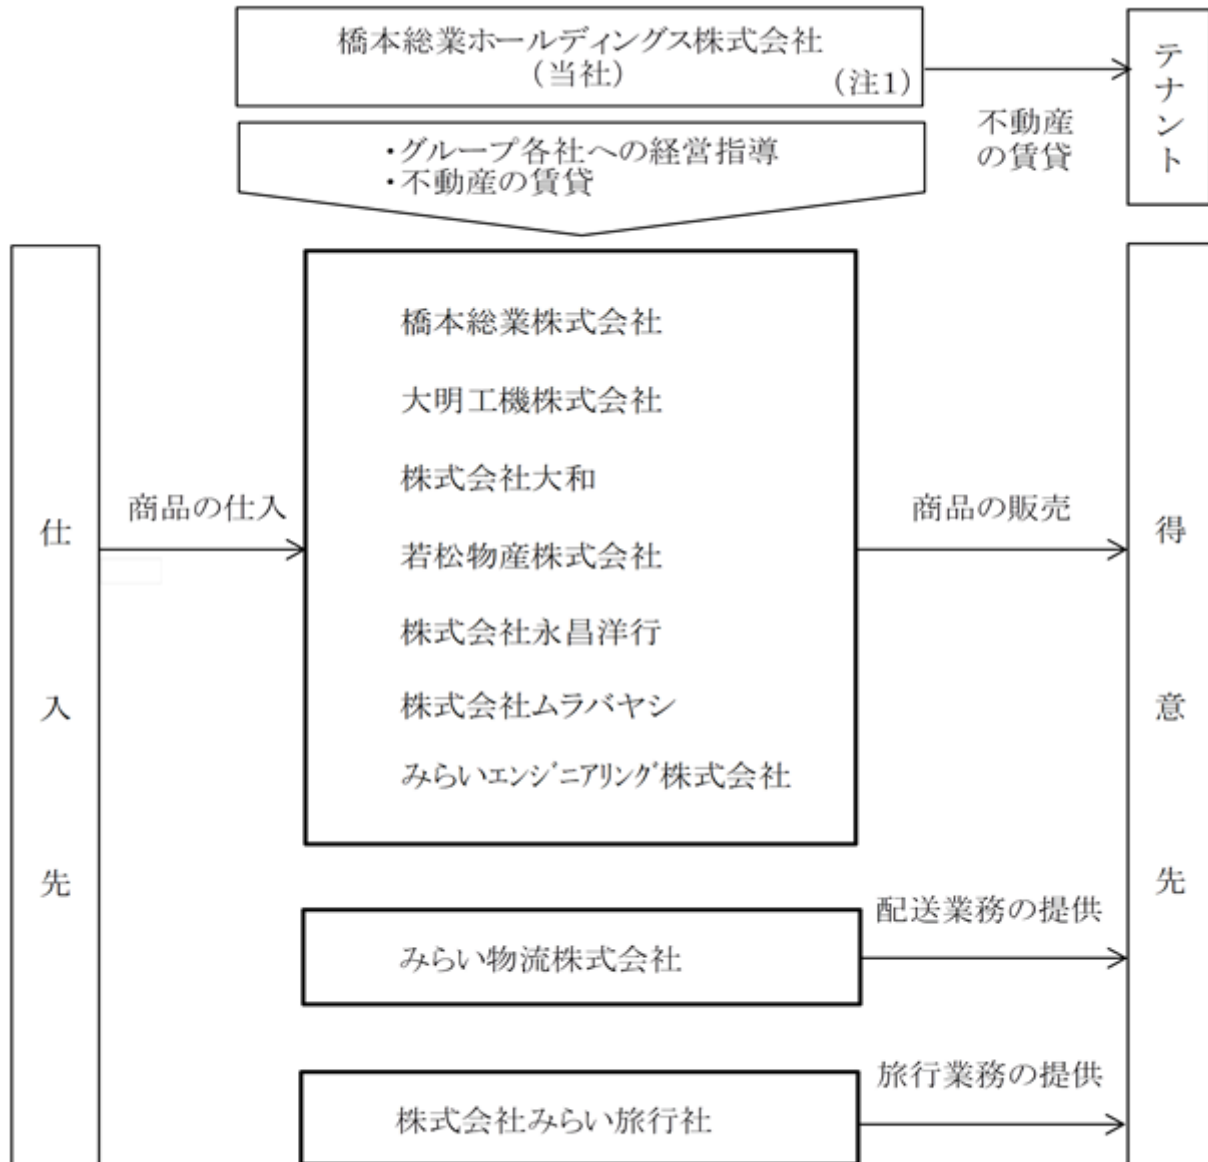 橋本総業ホールディングス株式会社
（当社）
（注1）
テナント
不動産
の賃貸
・グループ各社への経営指導
・不動産の賃貸
仕入先
商品の仕入
橋本総業株式会社
大明工機株式会社
株式会社大和
若松物産株式会社
株式会社永昌洋行
株式会社ムラバヤシ
みらいｴﾝｼﾞﾆｱﾘﾝｸﾞ株式会社
商品の販売
得意先
みらい物流株式会社
配送業務の提供
株式会社みらい旅行社
旅行業務の提供